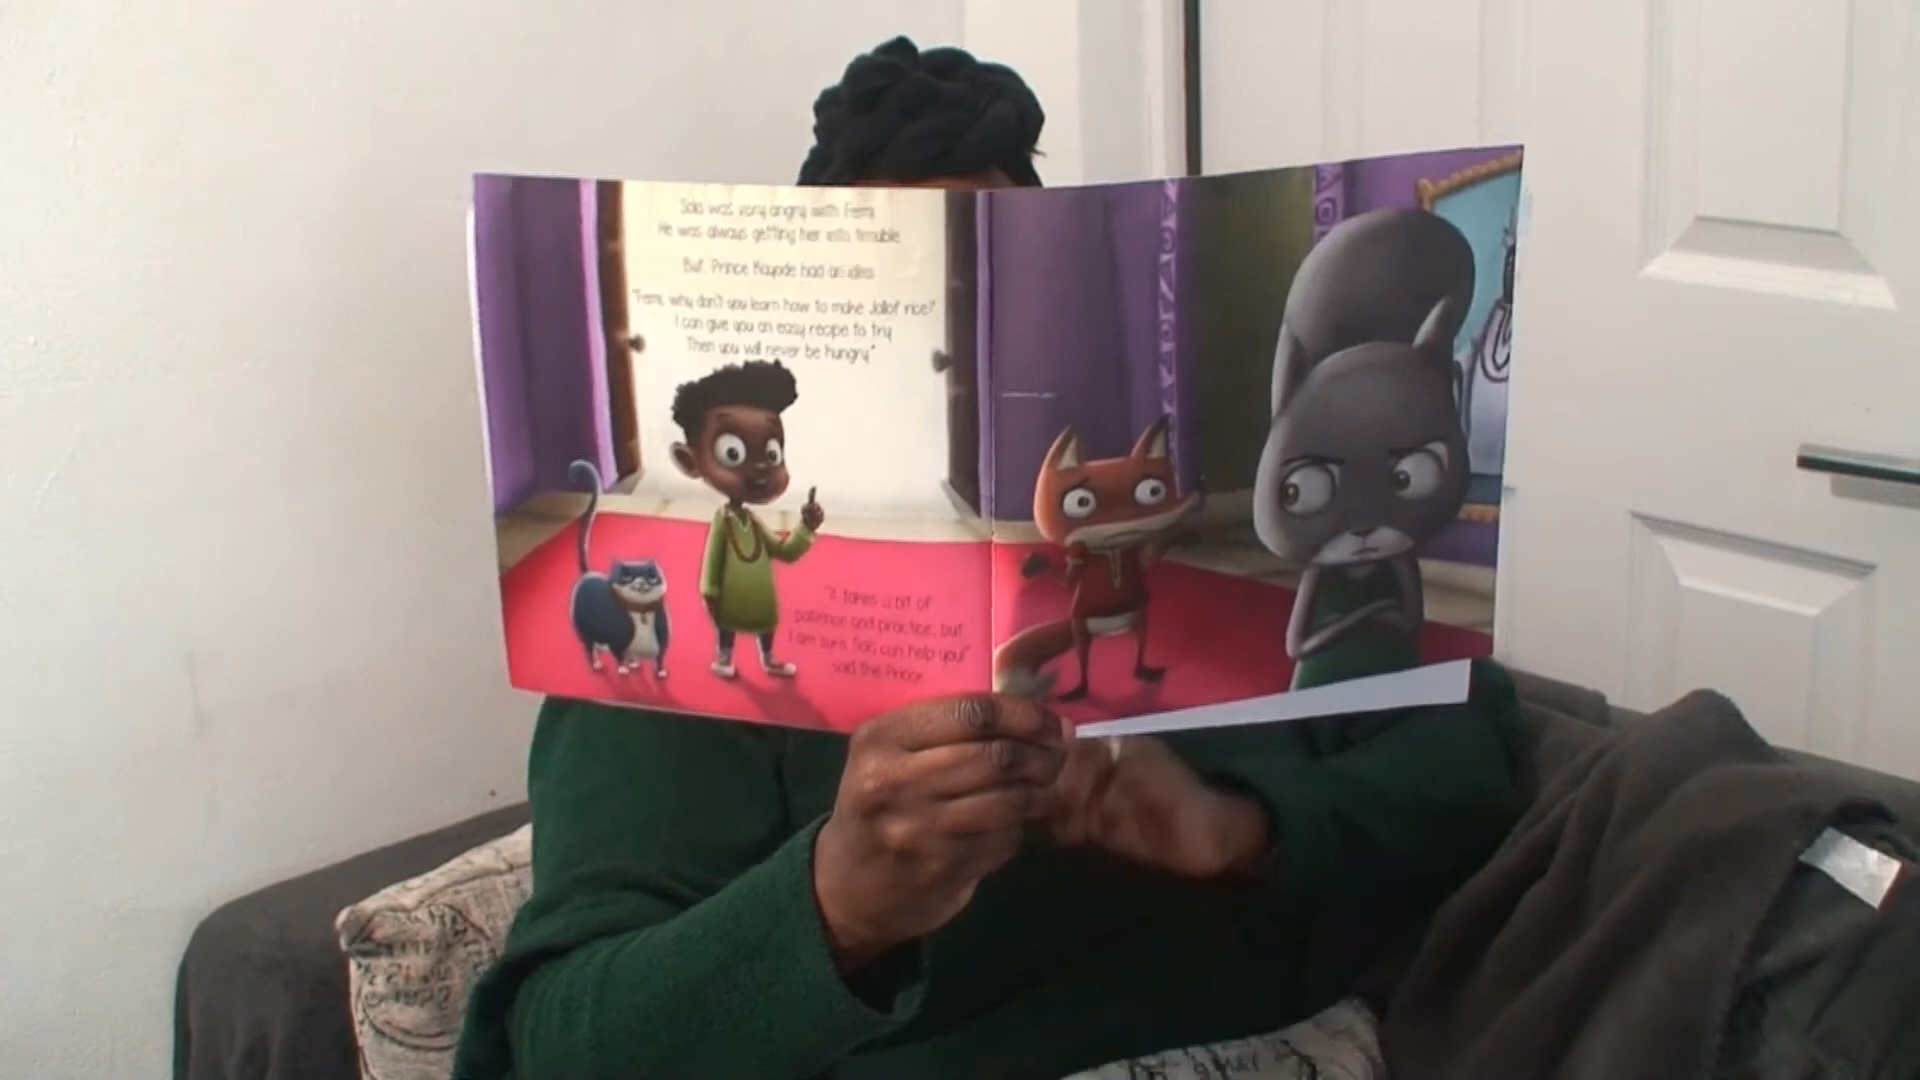 Sala was very angry with Femi.
He was always getting her into trouble.
But, Prince Kayode had an idea.
"Femi, why don't you learn how to make Jollof rice?
I can give you an easy recipe to try.
Then you will never be hungry."
"It takes a bit of
patience and practice, but
I am sure Sala can help you!"
said the Prince.